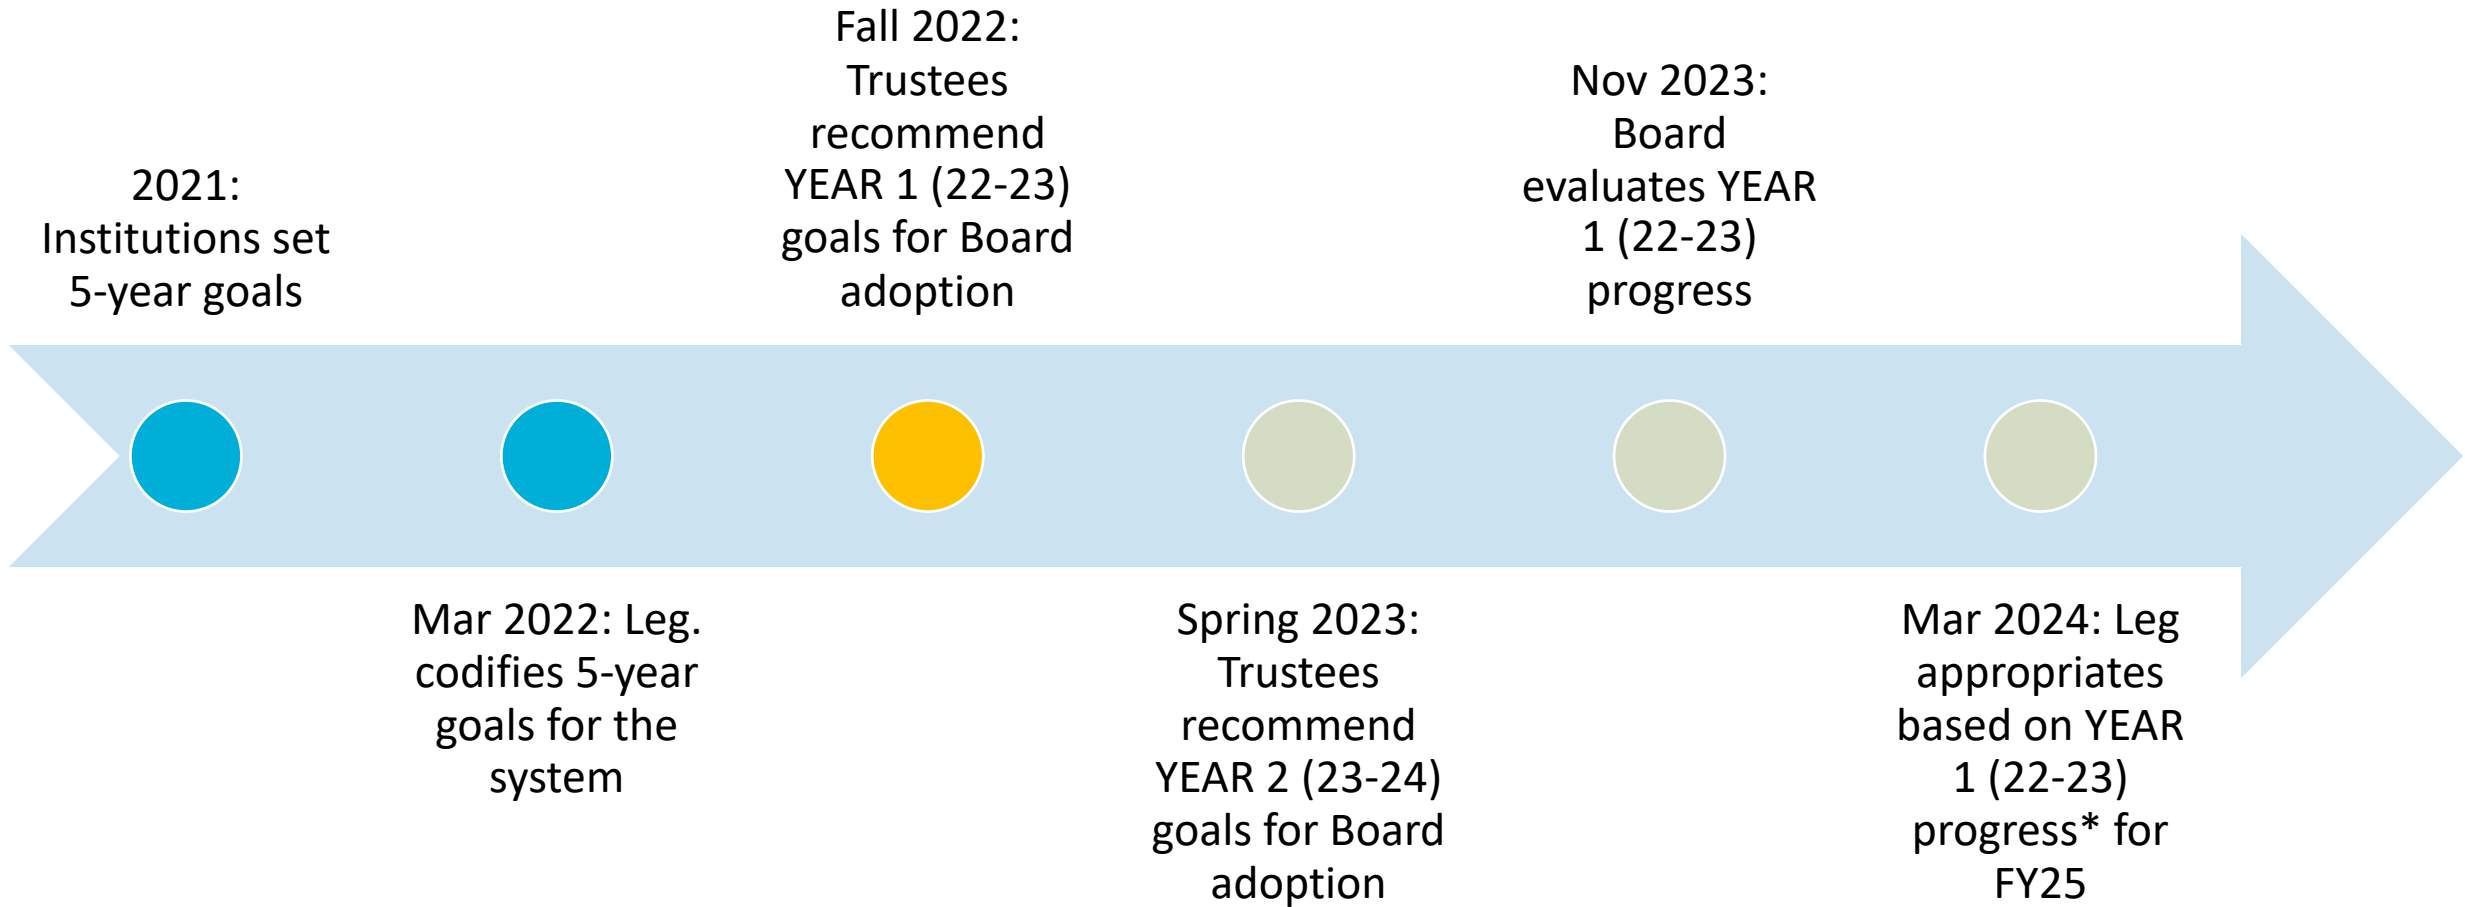 2021:
Institutions set
5-year goals
Mar 2022: Leg.
codifies 5-year
goals for the
system
Fall 2022:
Trustees
recommend
YEAR 1 (22-23)
goals for Board
adoption
Spring 2023:
Trustees
recommend
YEAR 2 (23-24)
goals for Board
adoption
Nov 2023:
Board
evaluates YEAR
1 (22-23)
progress
Mar 2024: Leg
appropriates
based on YEAR
1 (22-23)
progress* for
FY25